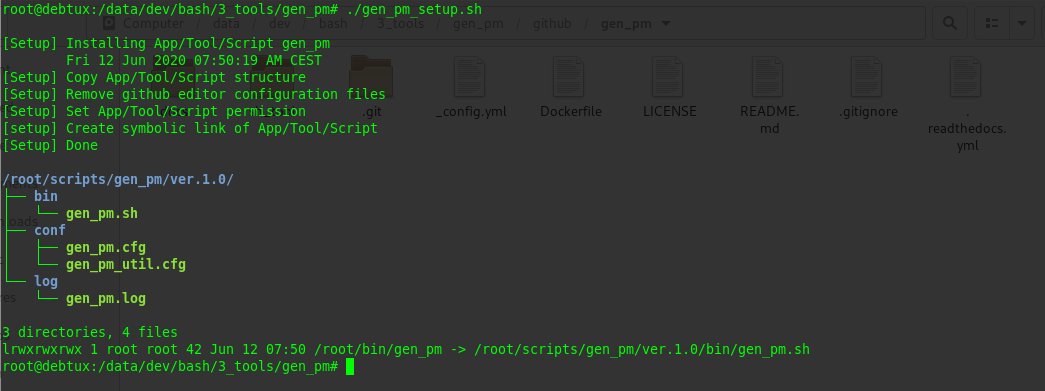 root@debtux:/data/dev/bash/3_tools/gen_pm# ./gen_pm_setup.sh
Computer / data / dev / bash / 3_tools / gen_pm / github / gen_pm
[Setup] Installing App/Tool/Script gen_pm
Fri 12 Jun 2020 07:50:19 AM CEST
[Setup] Copy App/Tool/Script structure
[Setup] Remove github editor configuration files
[Setup] Set App/Tool/Script permission
[setup] Create symbolic link of App/Tool/Script
[Setup] Done
.git
_config.yml
Dockerfile
LICENSE
README.
md
.gitignore
.
readthedocs.
yml
/root/scripts/gen_pm/ver.1.0/
├── bin
│   └── gen_pm.sh
├── conf
│   ├── gen_pm.cfg
│   └── gen_pm_util.cfg
└── log
    └── gen_pm.log
3 directories, 4 files
lrwxrwxrwx 1 root root 42 Jun 12 07:50 /root/bin/gen_pm -> /root/scripts/gen_pm/ver.1.0/bin/gen_pm.sh
root@debtux:/data/dev/bash/3_tools/gen_pm#